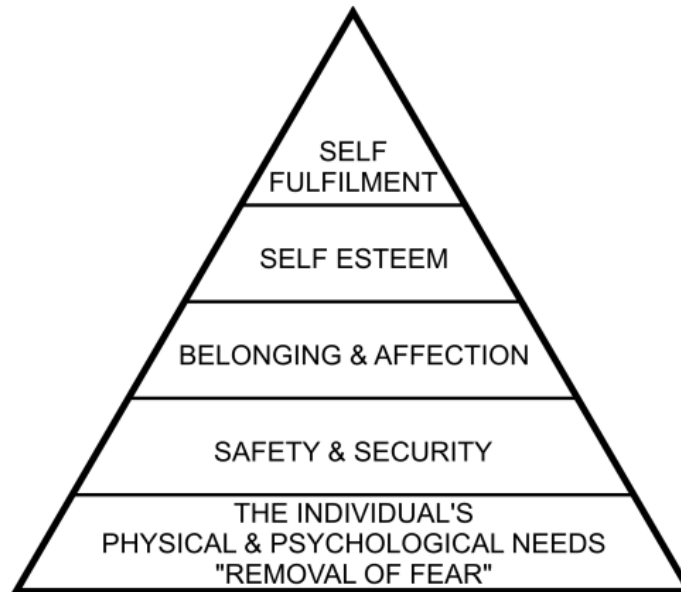 SELF
FULFILMENT
SELF ESTEEM
BELONGING & AFFECTION
SAFETY & SECURITY
THE INDIVIDUAL'S
PHYSICAL & PSYCHOLOGICAL NEEDS
"REMOVAL OF FEAR"